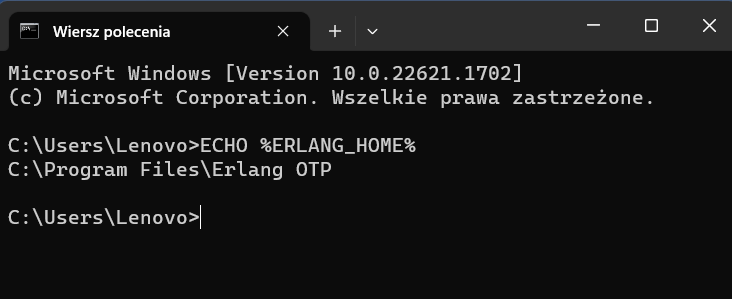 Wiersz polecenia
Microsoft Windows [Version 10.0.22621.1702]
(c) Microsoft Corporation. Wszelkie prawa zastrzeżone.
C:\Users\Lenovo>ECHO %ERLANG_HOME%
C:\Program Files\Erlang OTP
C:\Users\Lenovo>